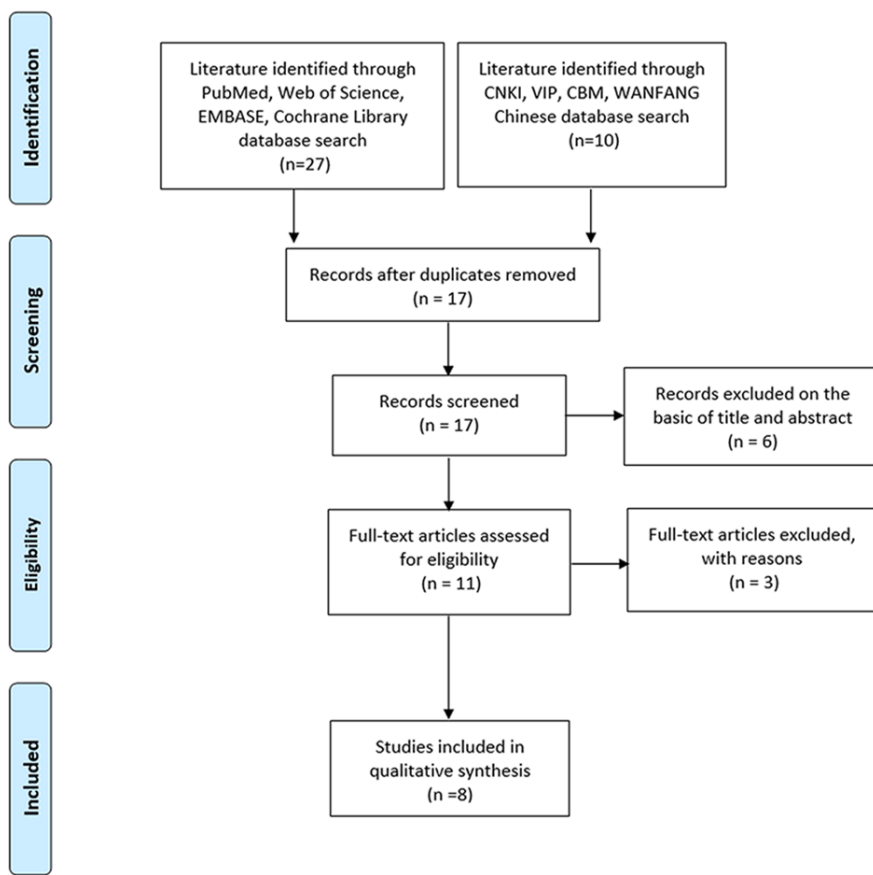 Identification
Literature identified through
PubMed, Web of Science,
EMBASE, Cochrane Library
database search
(n=27)
Literature identified through
CNKI, VIP, CBM, WANFANG
Chinese database search
(n=10)
Screening
Records after duplicates removed
(n = 17)
Records screened
(n = 17)
Records excluded on the
basic of title and abstract
(n = 6)
Eligibility
Full-text articles assessed
for eligibility
(n = 11)
Full-text articles excluded,
with reasons
(n = 3)
Included
Studies included in
qualitative synthesis
(n =8)